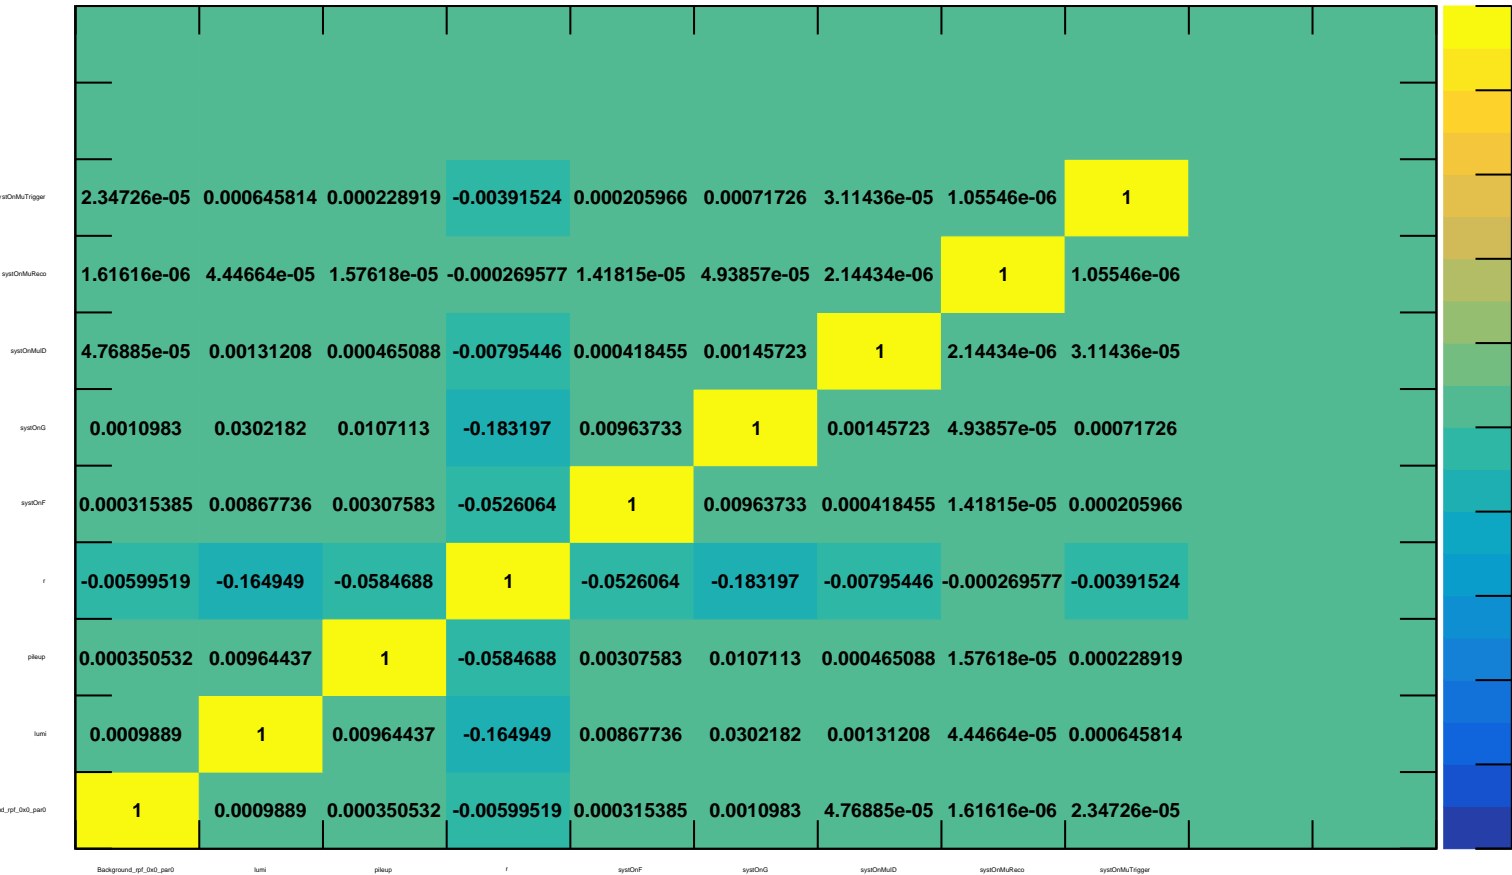 stOnMuTrigger 2.34726e-05 0.000645814 0.000228919 -0.00391524 0.000205966 0.00071726 3.11436e-05 1.05546e-06 1
systOnMuReco 1.61616e-06 4.44664e-05 1.57618e-05 -0.000269577 1.41815e-05 4.93857e-05 2.14434e-06 1 1.05546e-06
systOnMuID 4.76885e-05 0.00131208 0.000465088 -0.00795446 0.000418455 0.00145723 1 2.14434e-06 3.11436e-05
systOnG 0.0010983 0.0302182 0.0107113 -0.183197 0.00963733 1 0.00145723 4.93857e-05 0.00071726
systOnF 0.000315385 0.00867736 0.00307583 -0.0526064 1 0.00963733 0.000418455 1.41815e-05 0.000205966
r -0.00599519 -0.164949 -0.0584688 1 -0.0526064 -0.183197 -0.00795446 -0.000269577 -0.00391524
pileup 0.000350532 0.00964437 1 -0.0584688 0.00307583 0.0107113 0.000465088 1.57618e-05 0.000228919
lumi 0.0009889 1 0.00964437 -0.164949 0.00867736 0.0302182 0.00131208 4.44664e-05 0.000645814
d_rpf_0x0_par0 1 0.0009889 0.000350532 -0.00599519 0.000315385 0.0010983 4.76885e-05 1.61616e-06 2.34726e-05
Background_rpf_0x0_par0 lumi pileup r systOnF systOnG systOnMuID systOnMuReco systOnMuTrigger